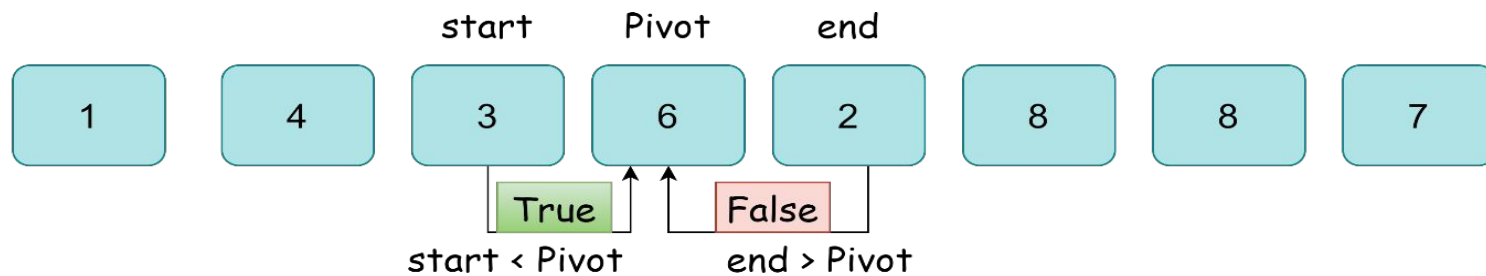 start Pivot end
1 4 3 6 2 8 8 7
True False
start < Pivot end > Pivot